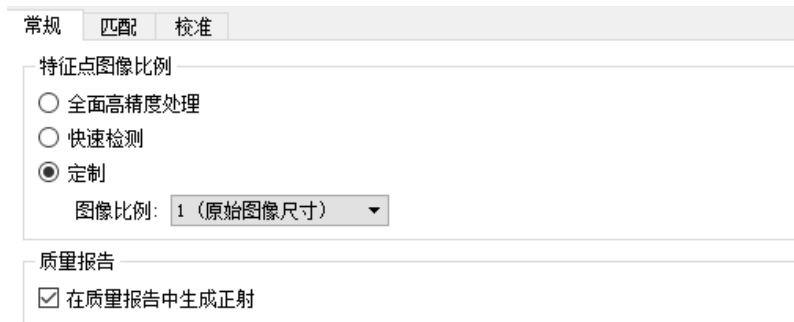 常规 匹配 校准
特征点图像比例
全面高精度处理
快速检测
定制
图像比例: 1 (原始图像尺寸)
质量报告
在质量报告中生成正射